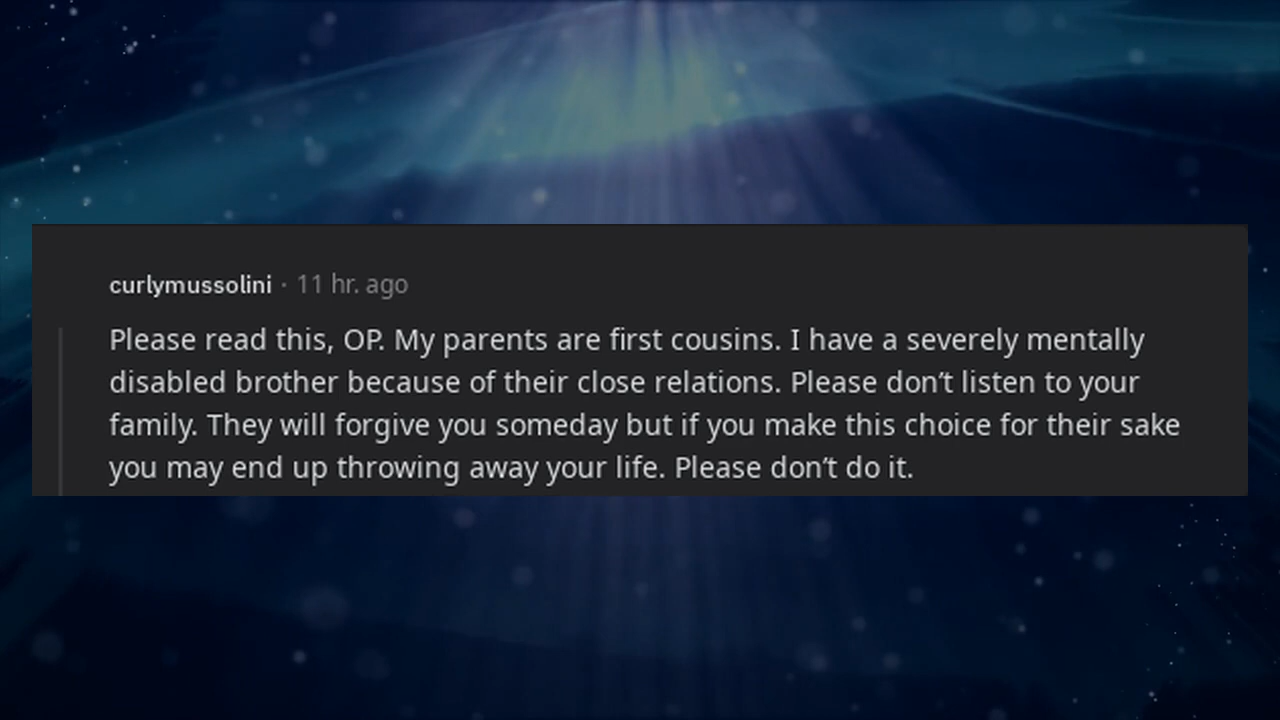 curlymussolini · 11 hr. ago
Please read this, OP. My parents are first cousins. I have a severely mentally
disabled brother because of their close relations. Please don’t listen to your
family. They will forgive you someday but if you make this choice for their sake
you may end up throwing away your life. Please don’t do it.